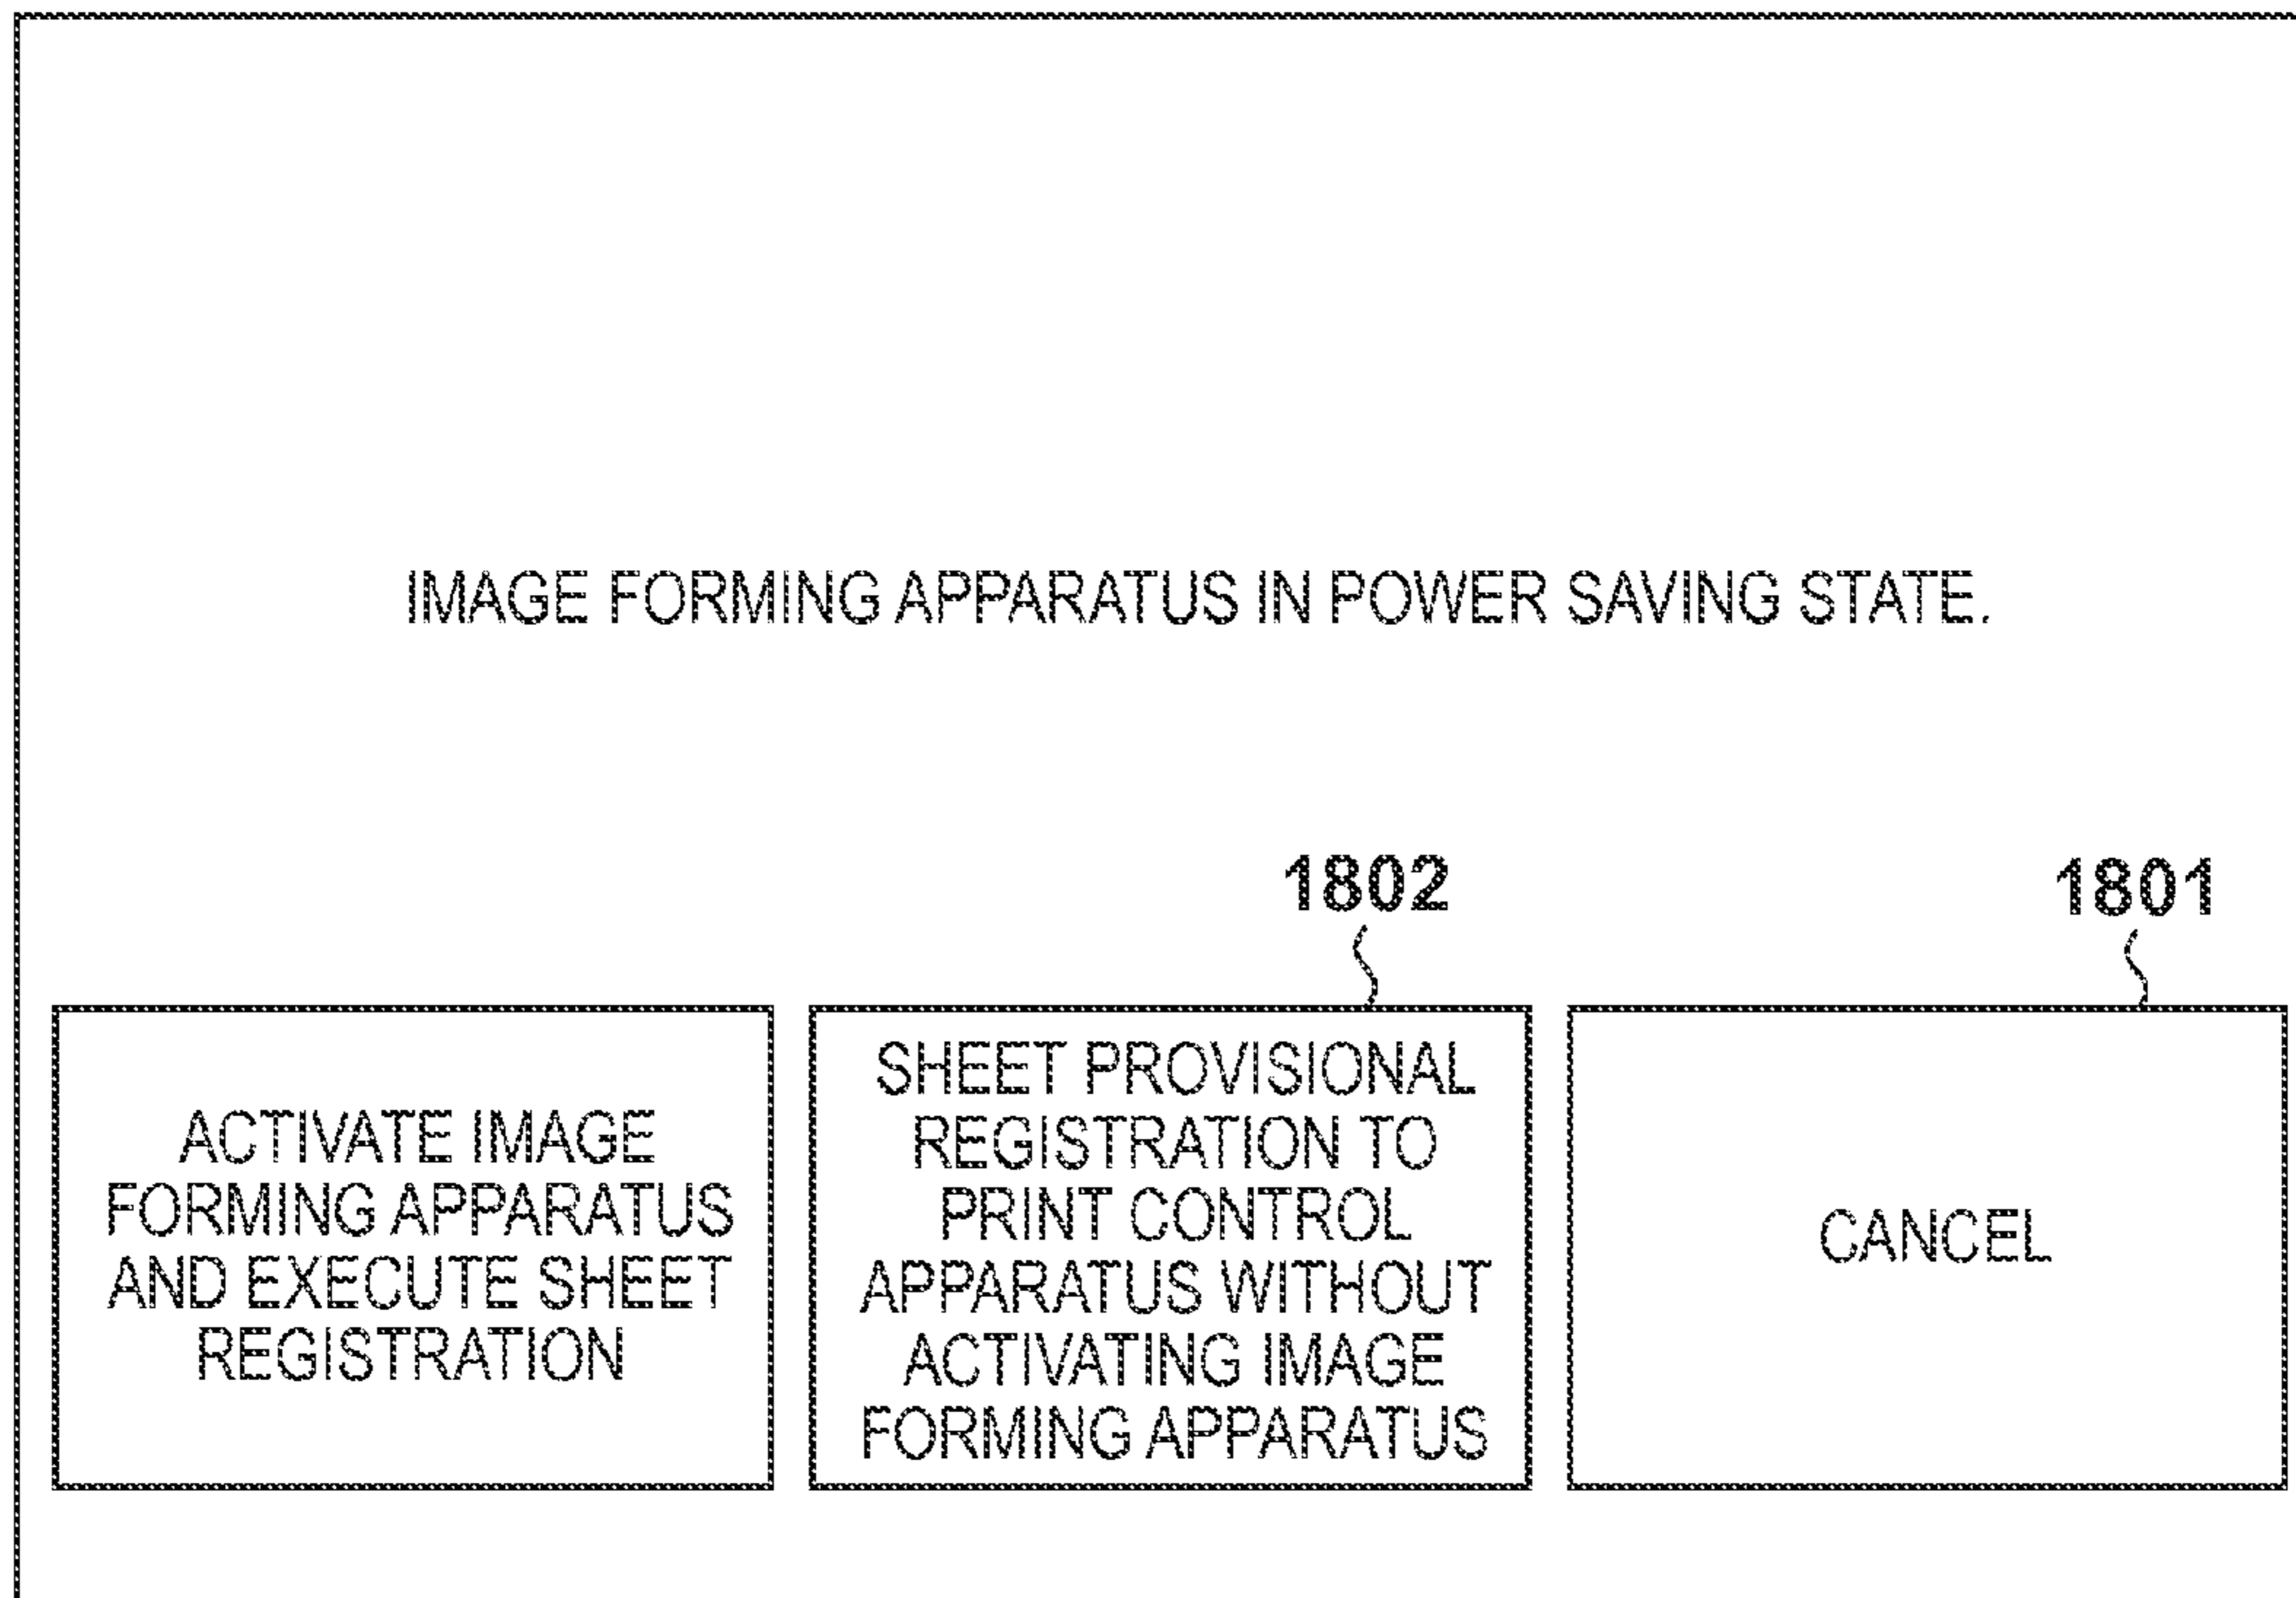 IMAGE FORMING APPARATUS IN POWER SAVING STATE.
1802
1801
ACTIVATE IMAGE
FORMING APPARATUS
AND EXECUTE SHEET
REGISTRATION
SHEET PROVISIONAL
REGISTRATION TO
PRINT CONTROL
APPARATUS WITHOUT
ACTIVATING IMAGE
FORMING APPARATUS
CANCEL